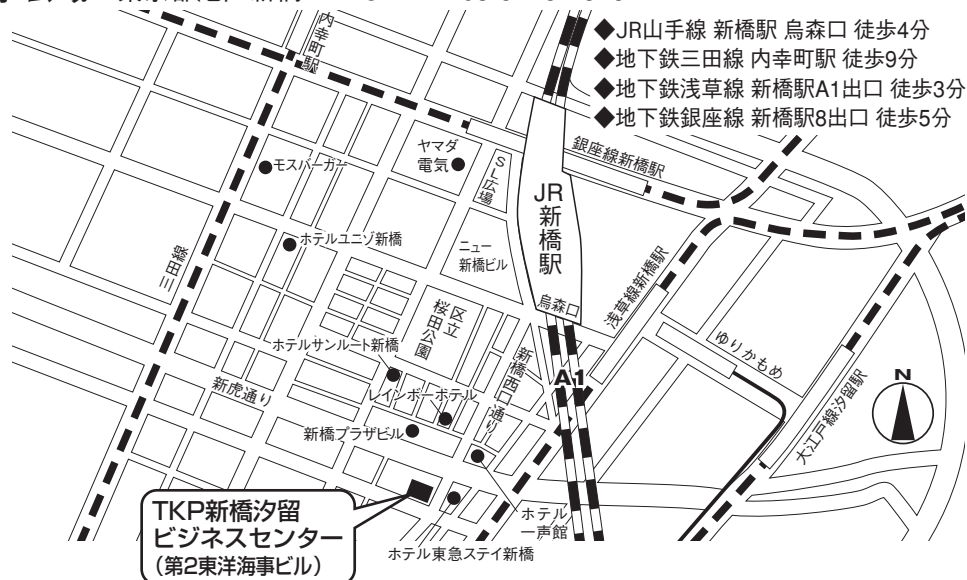 ◆JR山手線 新橋駅 烏森口 徒歩4分
◆地下鉄三田線 内幸町駅 徒歩9分
◆地下鉄浅草線 新橋駅A1出口 徒歩3分
◆地下鉄銀座線 新橋駅8出口 徒歩5分
内幸町駅
ヤマダ
電気
モスバーガー
SL広場
銀座線新橋駅
JR新橋駅
ホテルユニゾ新橋
ニュー
新橋ビル
三田線
浅草線新橋駅
烏森口
区立
桜田公園
ホテルサンルート新橋
新橋西口通り
ゆりかもめ
A1
N
新虎通り
レインボーホテル
大江戸線汐留駅
新橋プラザビル
TKP新橋汐留
ビジネスセンター
(第2東洋海事ビル)
ホテル
一声館
ホテル東急ステイ新橋